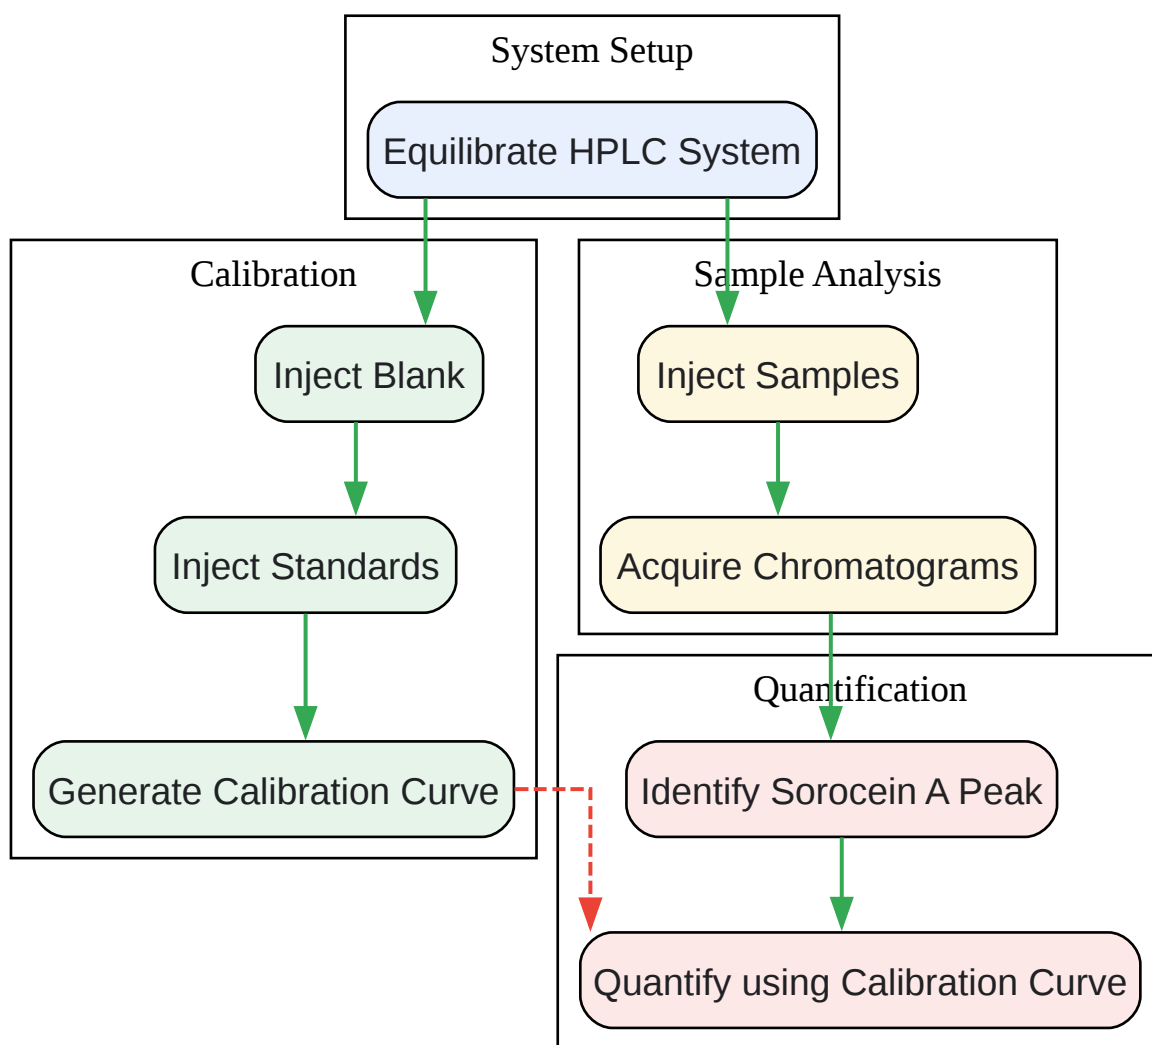 System Setup
Equilibrate HPLC System
Calibration
Inject Blank
Inject Standards
Generate Calibration Curve
Sample Analysis
Inject Samples
Acquire Chromatograms
Quantification
Identify Sorocein A Peak
Quantify using Calibration Curve